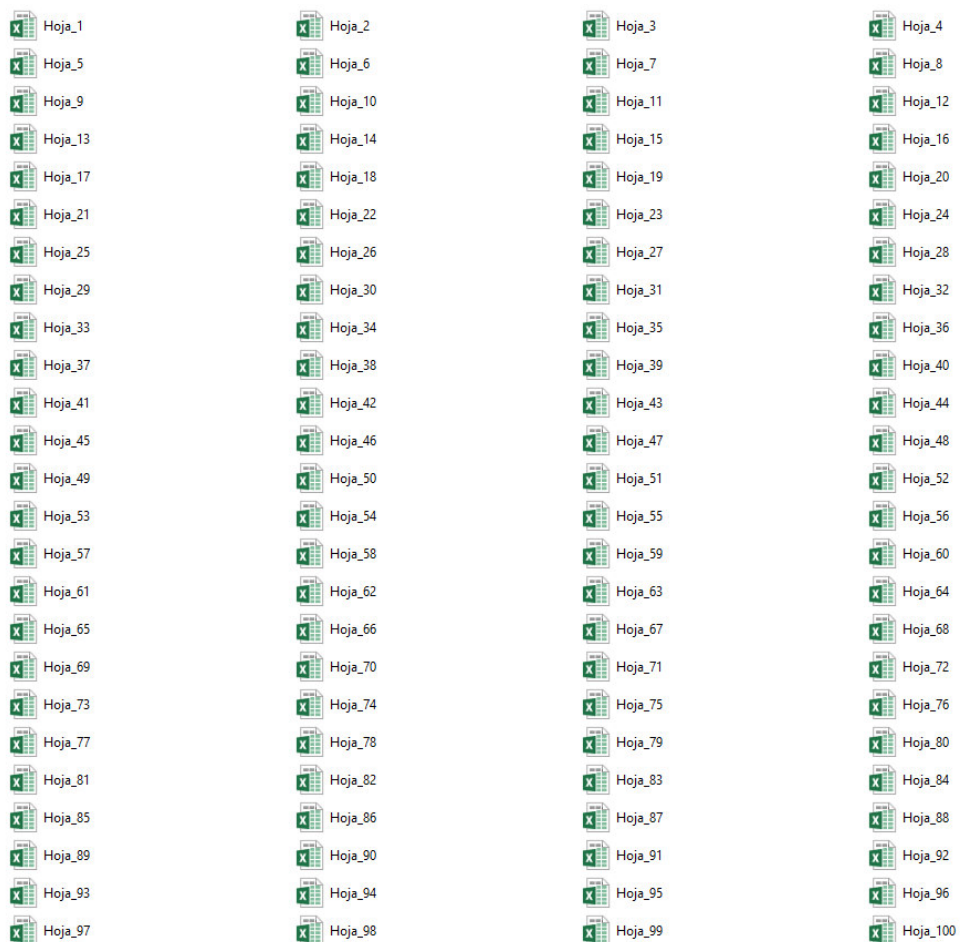 Hoja_1 Hoja_2 Hoja_3 Hoja_4
Hoja_5 Hoja_6 Hoja_7 Hoja_8
Hoja_9 Hoja_10 Hoja_11 Hoja_12
Hoja_13 Hoja_14 Hoja_15 Hoja_16
Hoja_17 Hoja_18 Hoja_19 Hoja_20
Hoja_21 Hoja_22 Hoja_23 Hoja_24
Hoja_25 Hoja_26 Hoja_27 Hoja_28
Hoja_29 Hoja_30 Hoja_31 Hoja_32
Hoja_33 Hoja_34 Hoja_35 Hoja_36
Hoja_37 Hoja_38 Hoja_39 Hoja_40
Hoja_41 Hoja_42 Hoja_43 Hoja_44
Hoja_45 Hoja_46 Hoja_47 Hoja_48
Hoja_49 Hoja_50 Hoja_51 Hoja_52
Hoja_53 Hoja_54 Hoja_55 Hoja_56
Hoja_57 Hoja_58 Hoja_59 Hoja_60
Hoja_61 Hoja_62 Hoja_63 Hoja_64
Hoja_65 Hoja_66 Hoja_67 Hoja_68
Hoja_69 Hoja_70 Hoja_71 Hoja_72
Hoja_73 Hoja_74 Hoja_75 Hoja_76
Hoja_77 Hoja_78 Hoja_79 Hoja_80
Hoja_81 Hoja_82 Hoja_83 Hoja_84
Hoja_85 Hoja_86 Hoja_87 Hoja_88
Hoja_89 Hoja_90 Hoja_91 Hoja_92
Hoja_93 Hoja_94 Hoja_95 Hoja_96
Hoja_97 Hoja_98 Hoja_99 Hoja_100